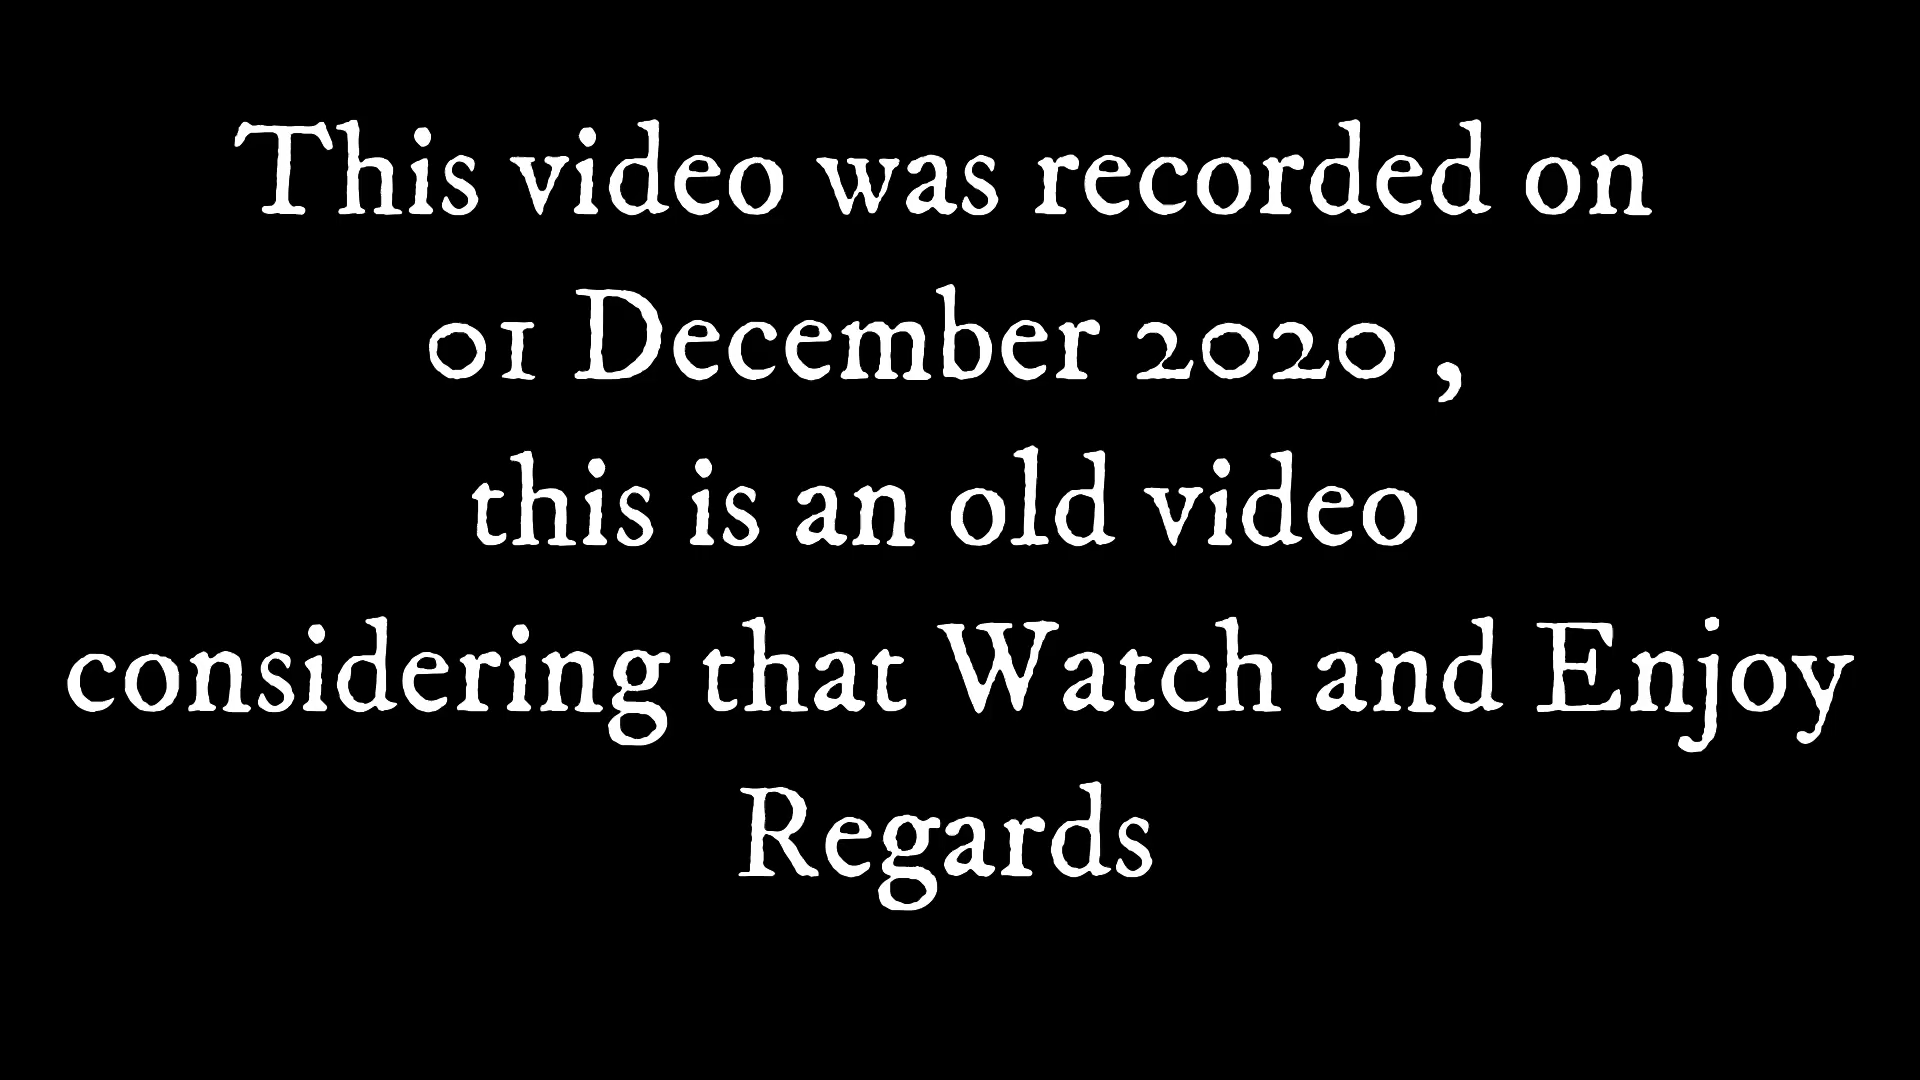 This video was recorded on
01 December 2020 ,
this is an old video
considering that Watch and Enjoy
Regards